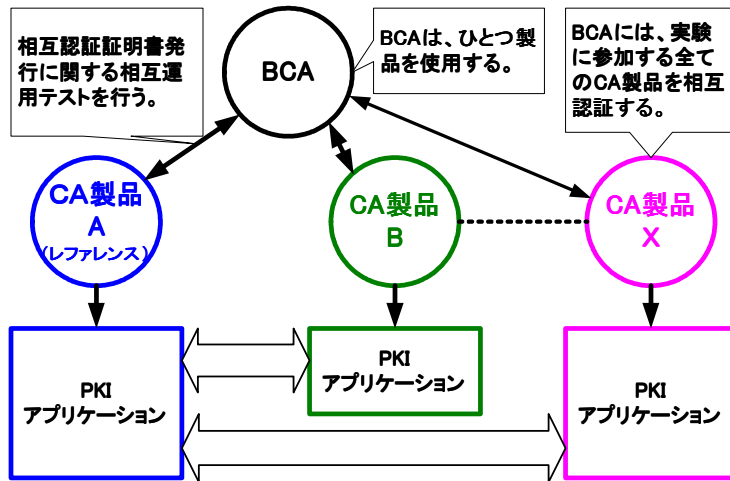 相互認証証明書発
行に関する相互運
用テストを行う。
BCA
BCAは、ひとつ製
品を使用する。
BCAには、実験
に参加する全て
のCA製品を相互
認証する。
CA製品
A
(レファレンス)
CA製品
B
CA製品
X
PKI
アプリケーション
PKI
アプリケーション
PKI
アプリケーション